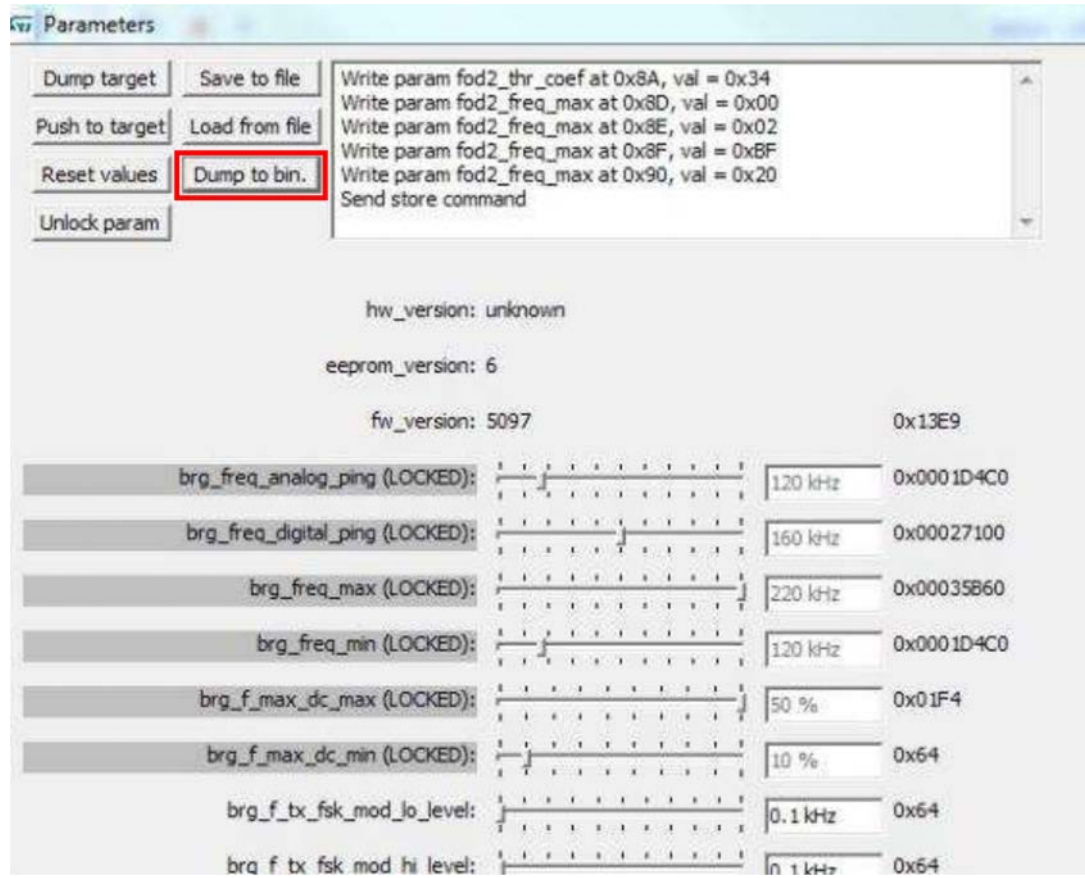 Parameters
Dump target
Save to file
Push to target
Load from file
Reset values
Dump to bin.
Unlock param
Write param fod2_thr_coef at 0x8A, val = 0x34
Write param fod2_freq_max at 0x8D, val = 0x00
Write param fod2_freq_max at 0x8E, val = 0x02
Write param fod2_freq_max at 0x8F, val = 0xBF
Write param fod2_freq_max at 0x90, val = 0x20
Send store command
hw_version: unknown
eeprom_version: 6
fw_version: 5097 0x13E9
brg_freq_analog_ping (LOCKED): 120 kHz 0x0001D4C0
brg_freq_digital_ping (LOCKED): 160 kHz 0x00027100
brg_freq_max (LOCKED): 220 kHz 0x00035B60
brg_freq_min (LOCKED): 120 kHz 0x0001D4C0
brg_f_max_dc_max (LOCKED): 50 % 0x01F4
brg_f_max_dc_min (LOCKED): 10 % 0x64
brg_f_tx_fsk_mod_lo_level: 0.1 kHz 0x64
brg_f_tx_fsk_mod_hi_level: 0.1 kHz 0x64